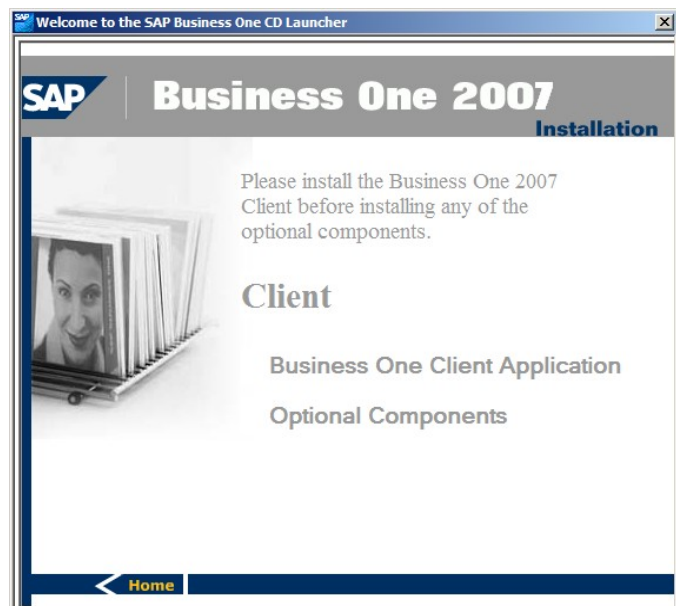 Welcome to the SAP Business One CD Launcher
SAP
Business One 2007
Installation
Please install the Business One 2007
Client before installing any of the
optional components.
Client
Business One Client Application
Optional Components
Home